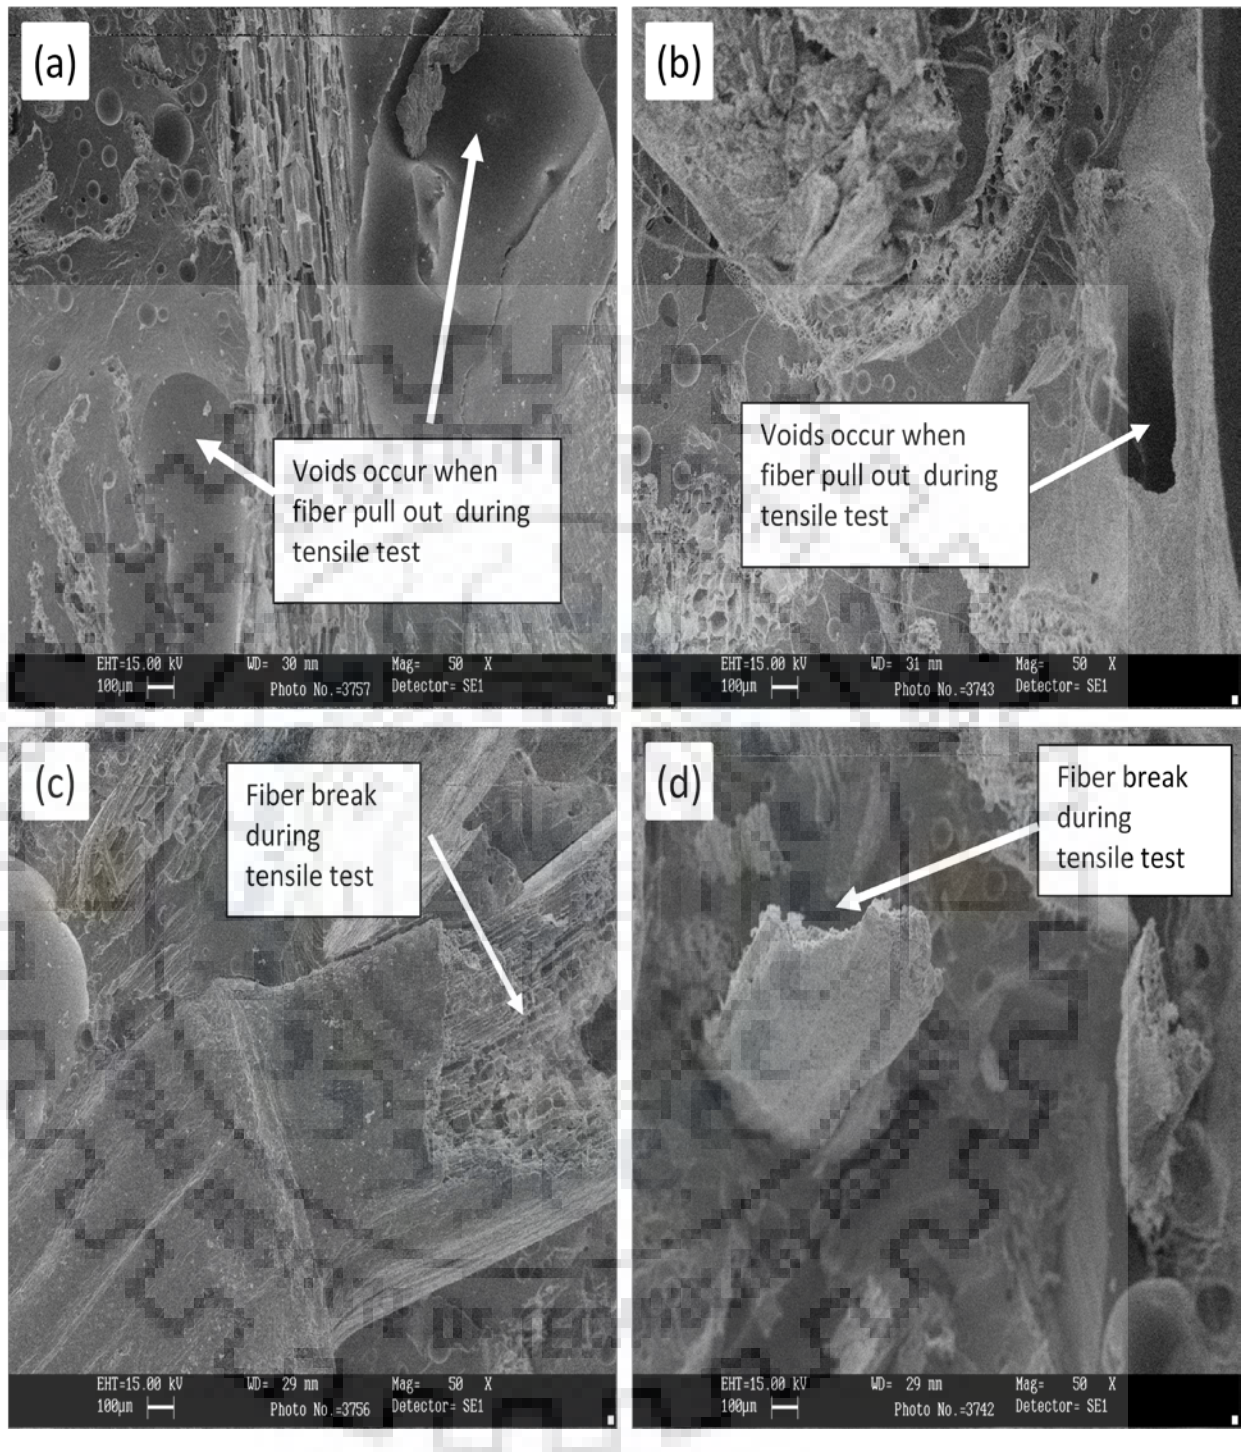 (a)
Voids occur when
fiber pull out during
tensile test
EHT=15.00 kV WD= 30 mm Mag= 50 X
100μm Photo No.=3757 Detector= SE1
(b)
Voids occur when
fiber pull out during
tensile test
EHT=15.00 kV WD= 31 mm Mag= 50 X
100μm Photo No.=3743 Detector= SE1
(c)
Fiber break
during
tensile test
EHT=15.00 kV WD= 29 mm Mag= 50 X
100μm Photo No.=3756 Detector= SE1
(d)
Fiber break
during
tensile test
EHT=15.00 kV WD= 29 mm Mag= 50 X
100μm Photo No.=3742 Detector= SE1